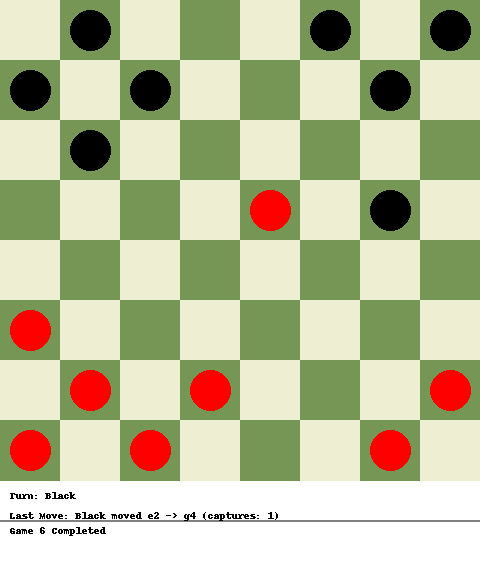 Turn: Black
Last Move: Black moved e2 -> g4 (captures: 1)
Game 6 Completed